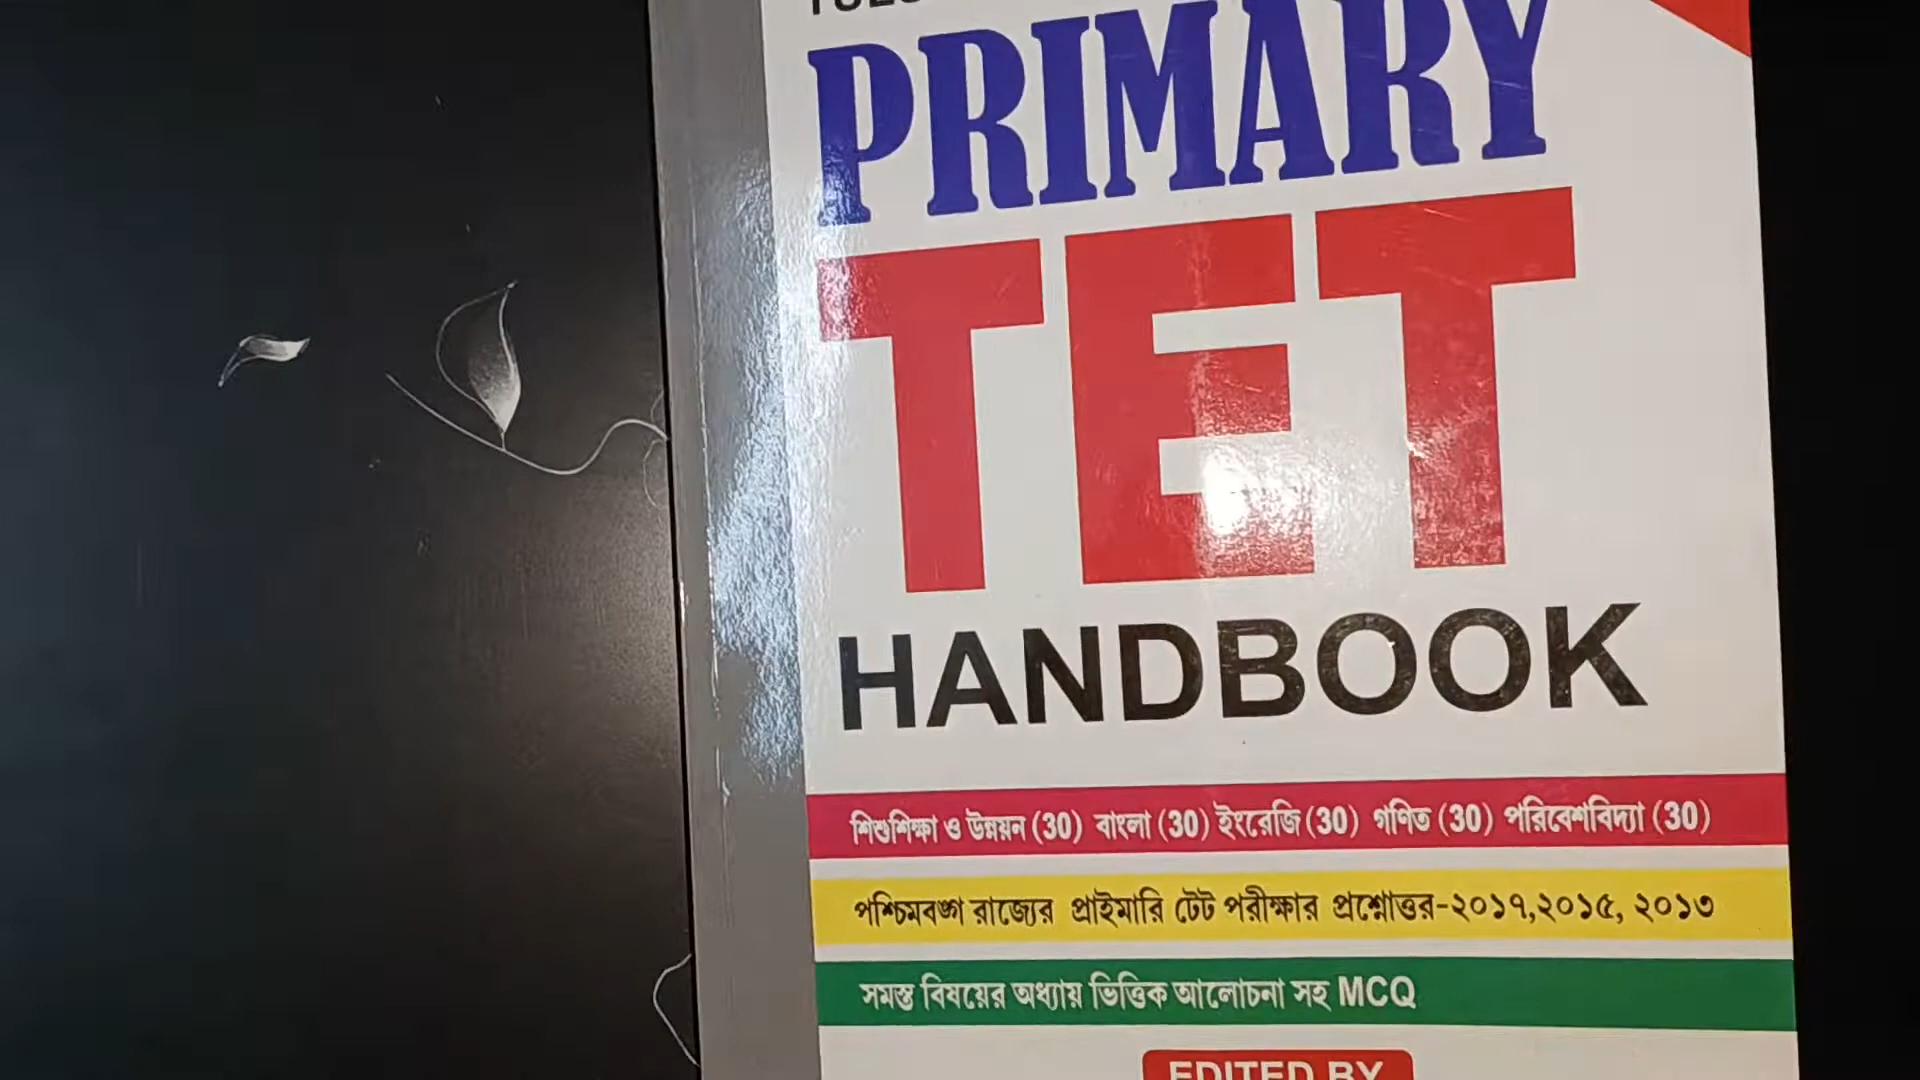 PRIMARY
TET
HANDBOOK
শিশুশিক্ষা ও উন্নয়ন (30) বাংলা (30) ইংরেজি (30) গণিত (30) পরিবেশবিদ্যা (30)
পশ্চিমবঙ্গ রাজ্যের প্রাইমারি টেট পরীক্ষার প্রশ্নোত্তর-২০১৭,২০১৫, ২০১৩
সমস্ত বিষয়ের অধ্যায় ভিত্তিক আলোচনা সহ MCQ
EDITED BY